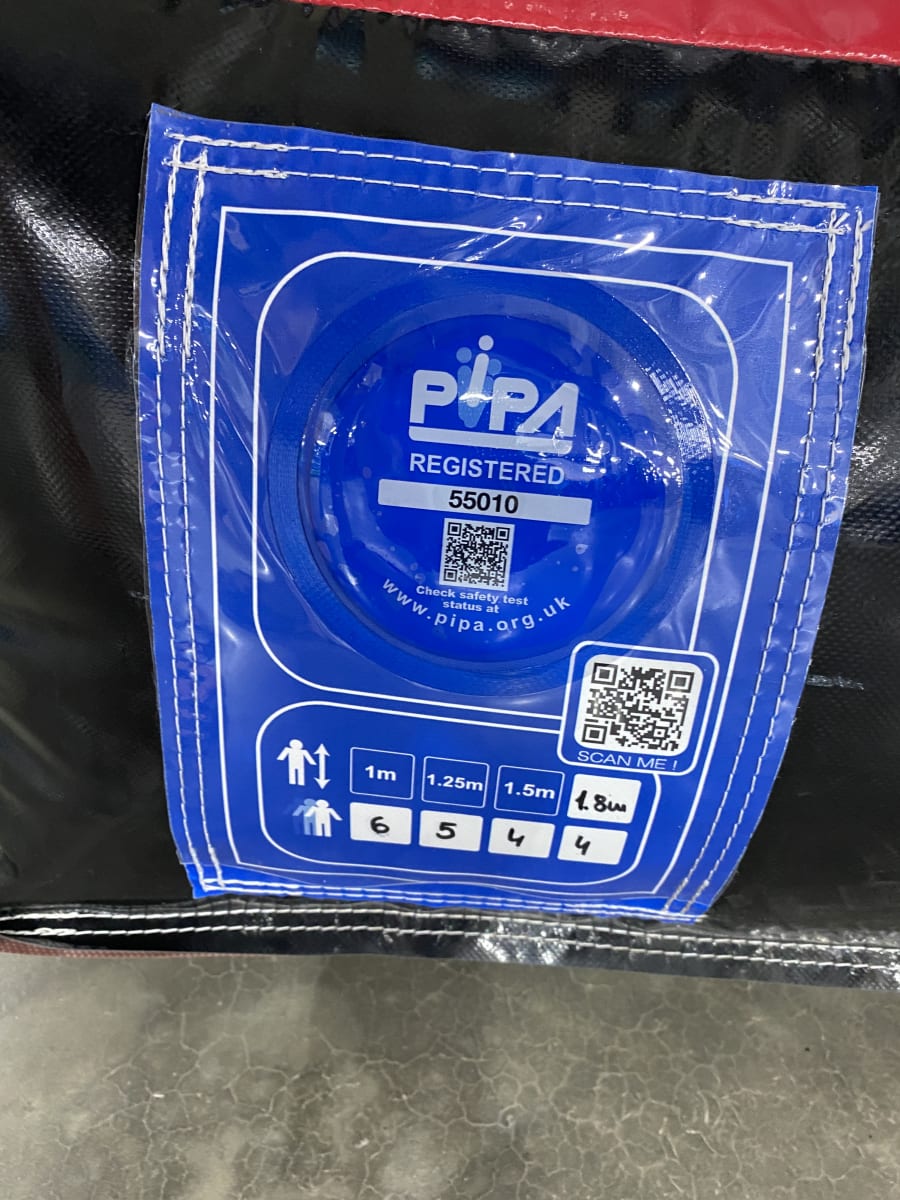 PiPA
REGISTERED
55010
Check safety test
status at
www.pipa.org.uk
SCAN ME !
1m 1.25m 1.5m 1.8m
6 5 4 4